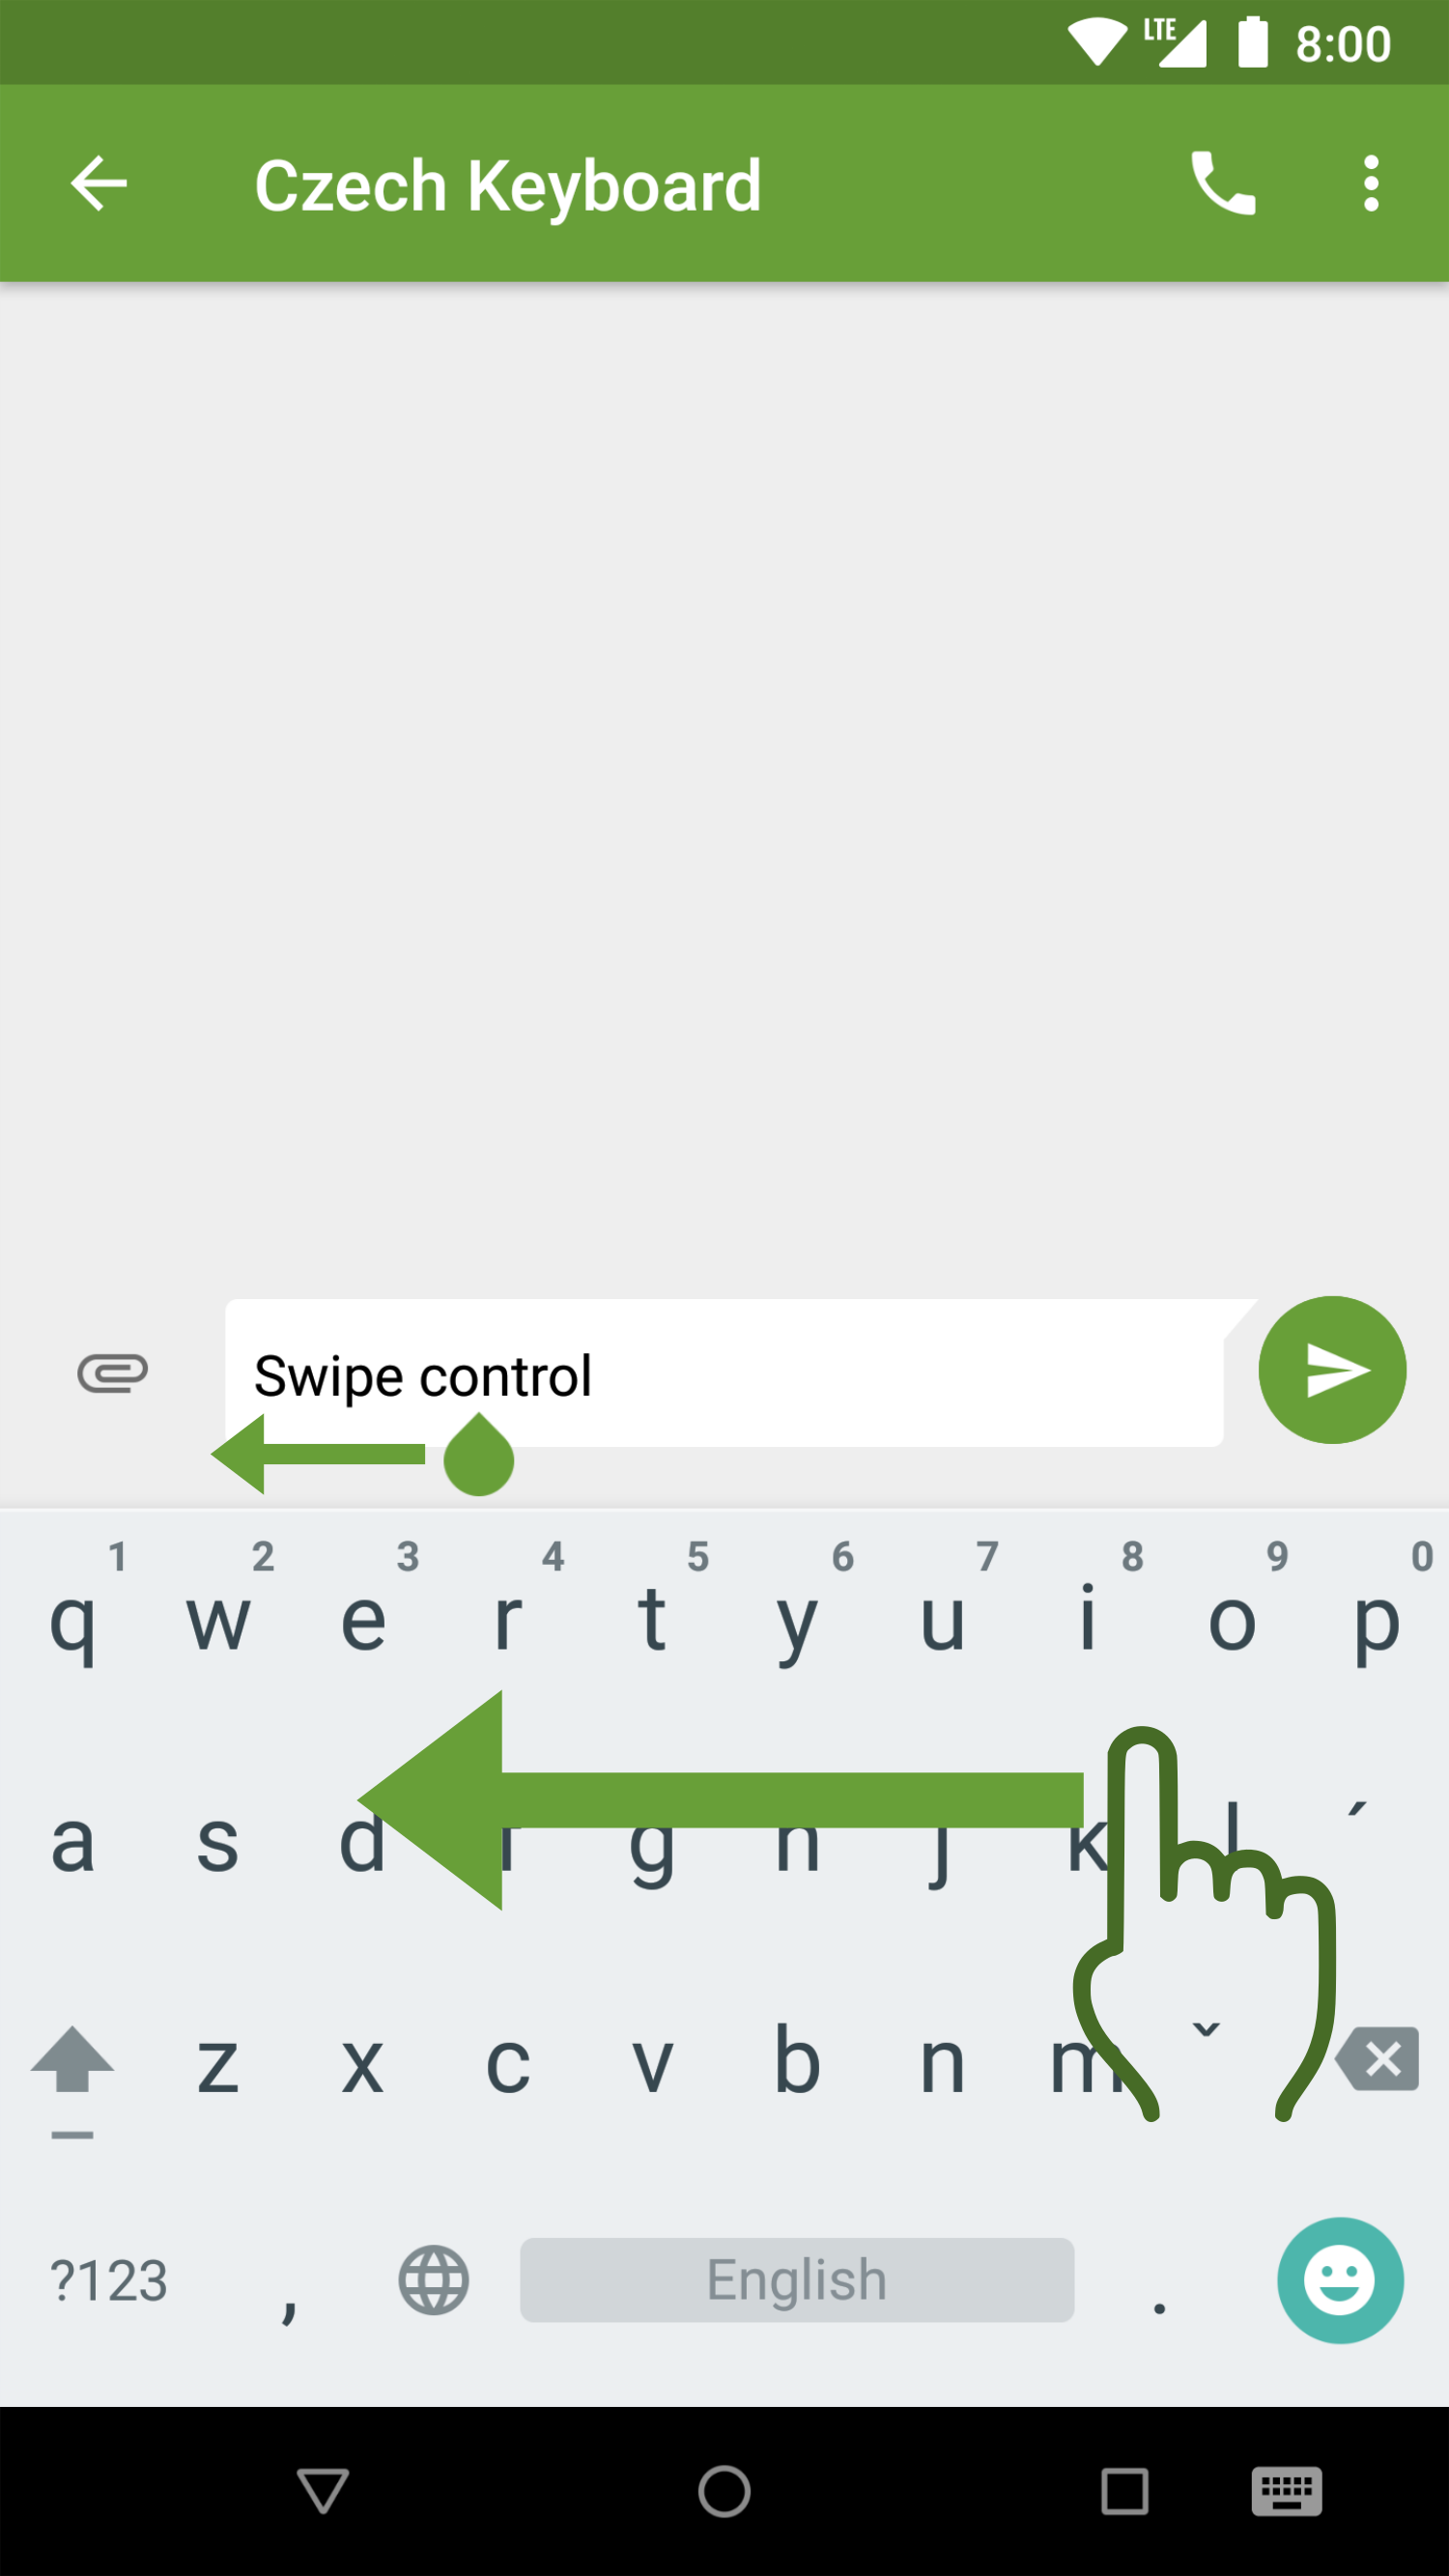 LTE 8:00
Czech Keyboard
Swipe control
1 2 3 4 5 6 7 8 9 0
q w e r t y u i o p
a s d f g h j k l ´
z x c v b n m ˇ
?123 , English .